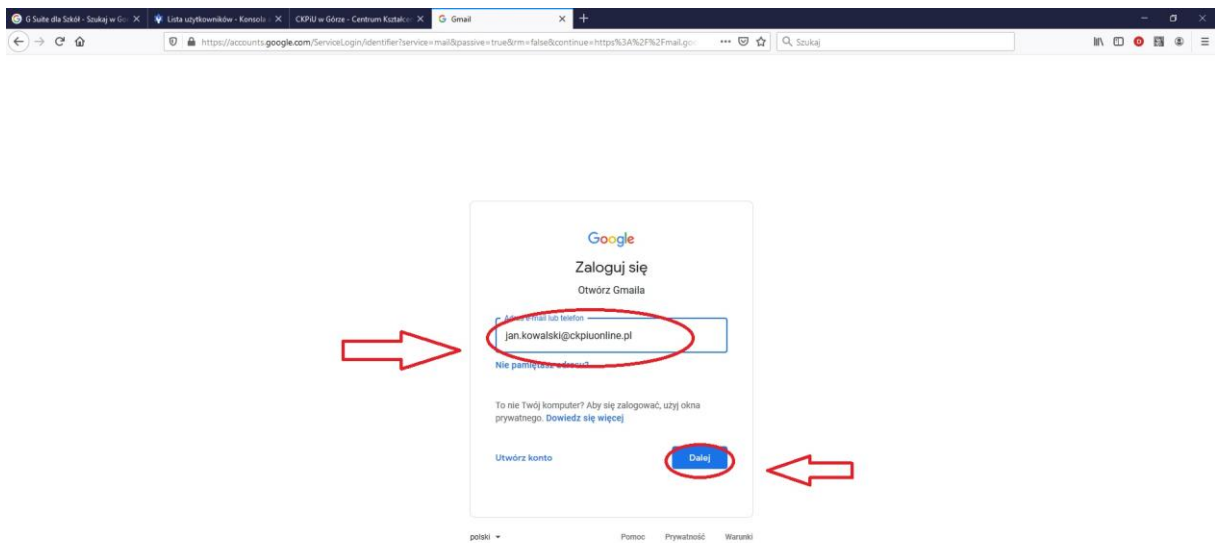 G Suite dla Szkół - Szukaj w Go
Lista użytkowników - Konsola
CKPiU w Górze - Centrum Kształce
Gmail
https://accounts.google.com/ServiceLogin/identifier?service=mail&passive=true&rm=false&continue=https%3A%2F%2Fmail.go
Szukaj
Google
Zaloguj się
Otwórz Gmaila
Adres e-mail lub telefon
jan.kowalski@ckpiuonline.pl
Nie pamiętasz adresu?
To nie Twój komputer? Aby się zalogować, użyj okna
prywatnego. Dowiedz się więcej
Utwórz konto
Dalej
polski
Pomoc Prywatność Warunki